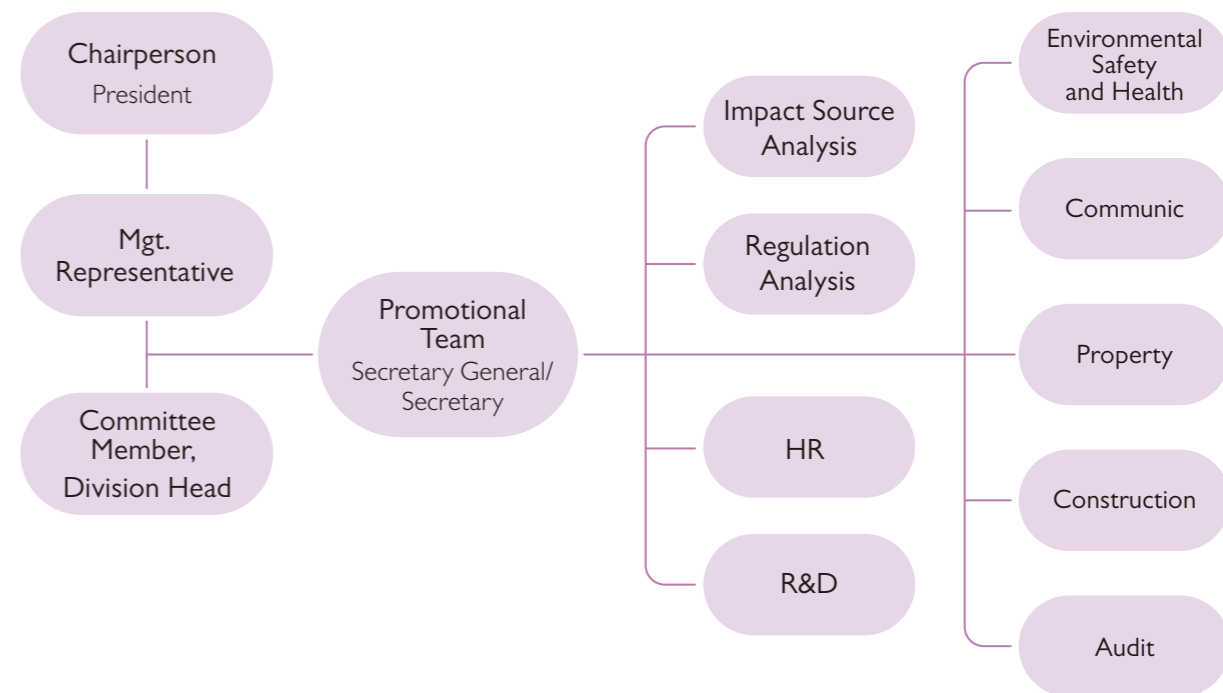 Chairperson
President
Mgt.
Representative
Committee
Member,
Division Head
Promotional
Team
Secretary General/
Secretary
Impact Source
Analysis
Regulation
Analysis
HR
R&D
Environmental
Safety
and Health
Communic
Property
Construction
Audit